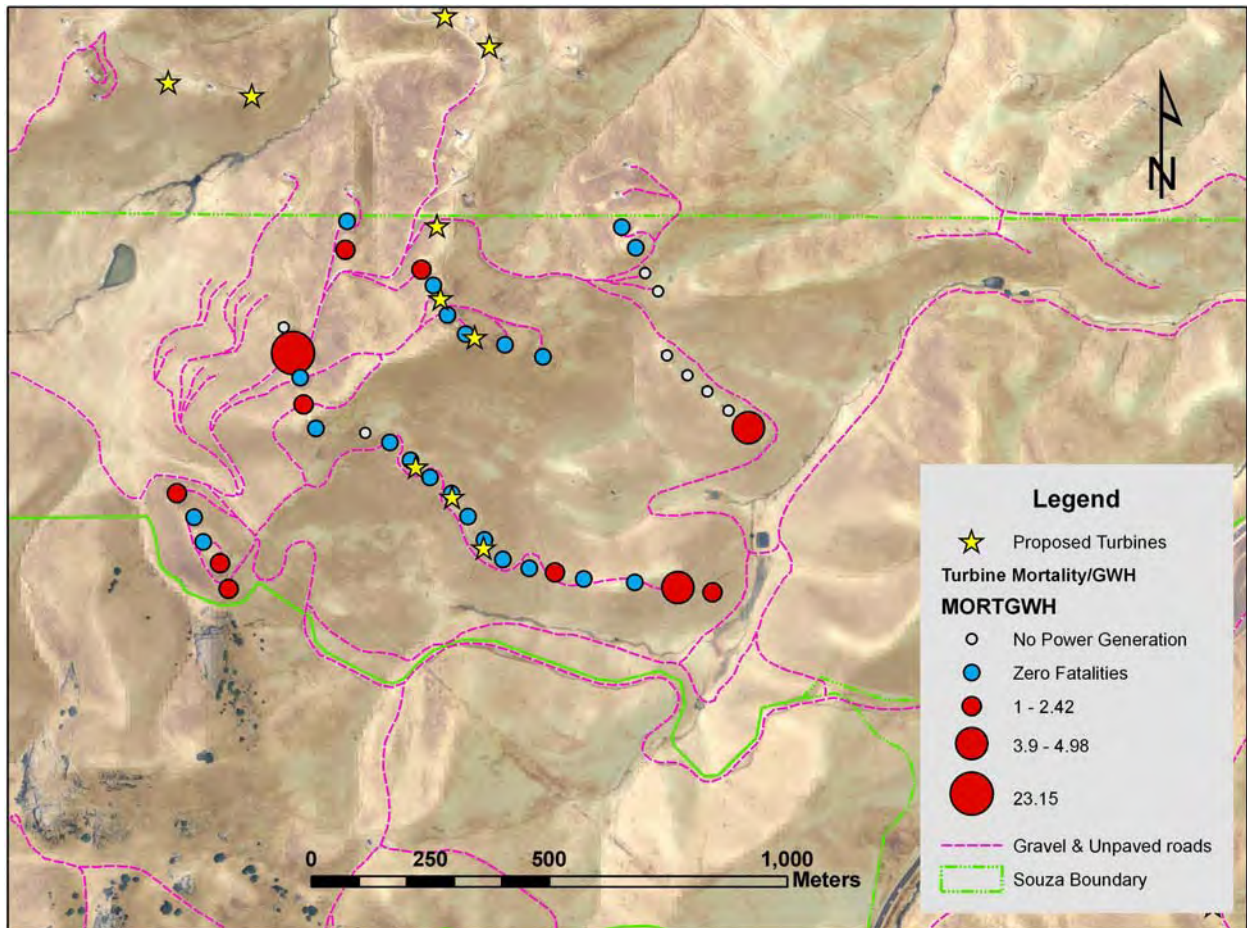 N
Legend
Proposed Turbines
Turbine Mortality/GWH
MORTGWH
No Power Generation
Zero Fatalities
1 - 2.42
3.9 - 4.98
23.15
Gravel & Unpaved roads
Souza Boundary
0 250 500 1,000
Meters